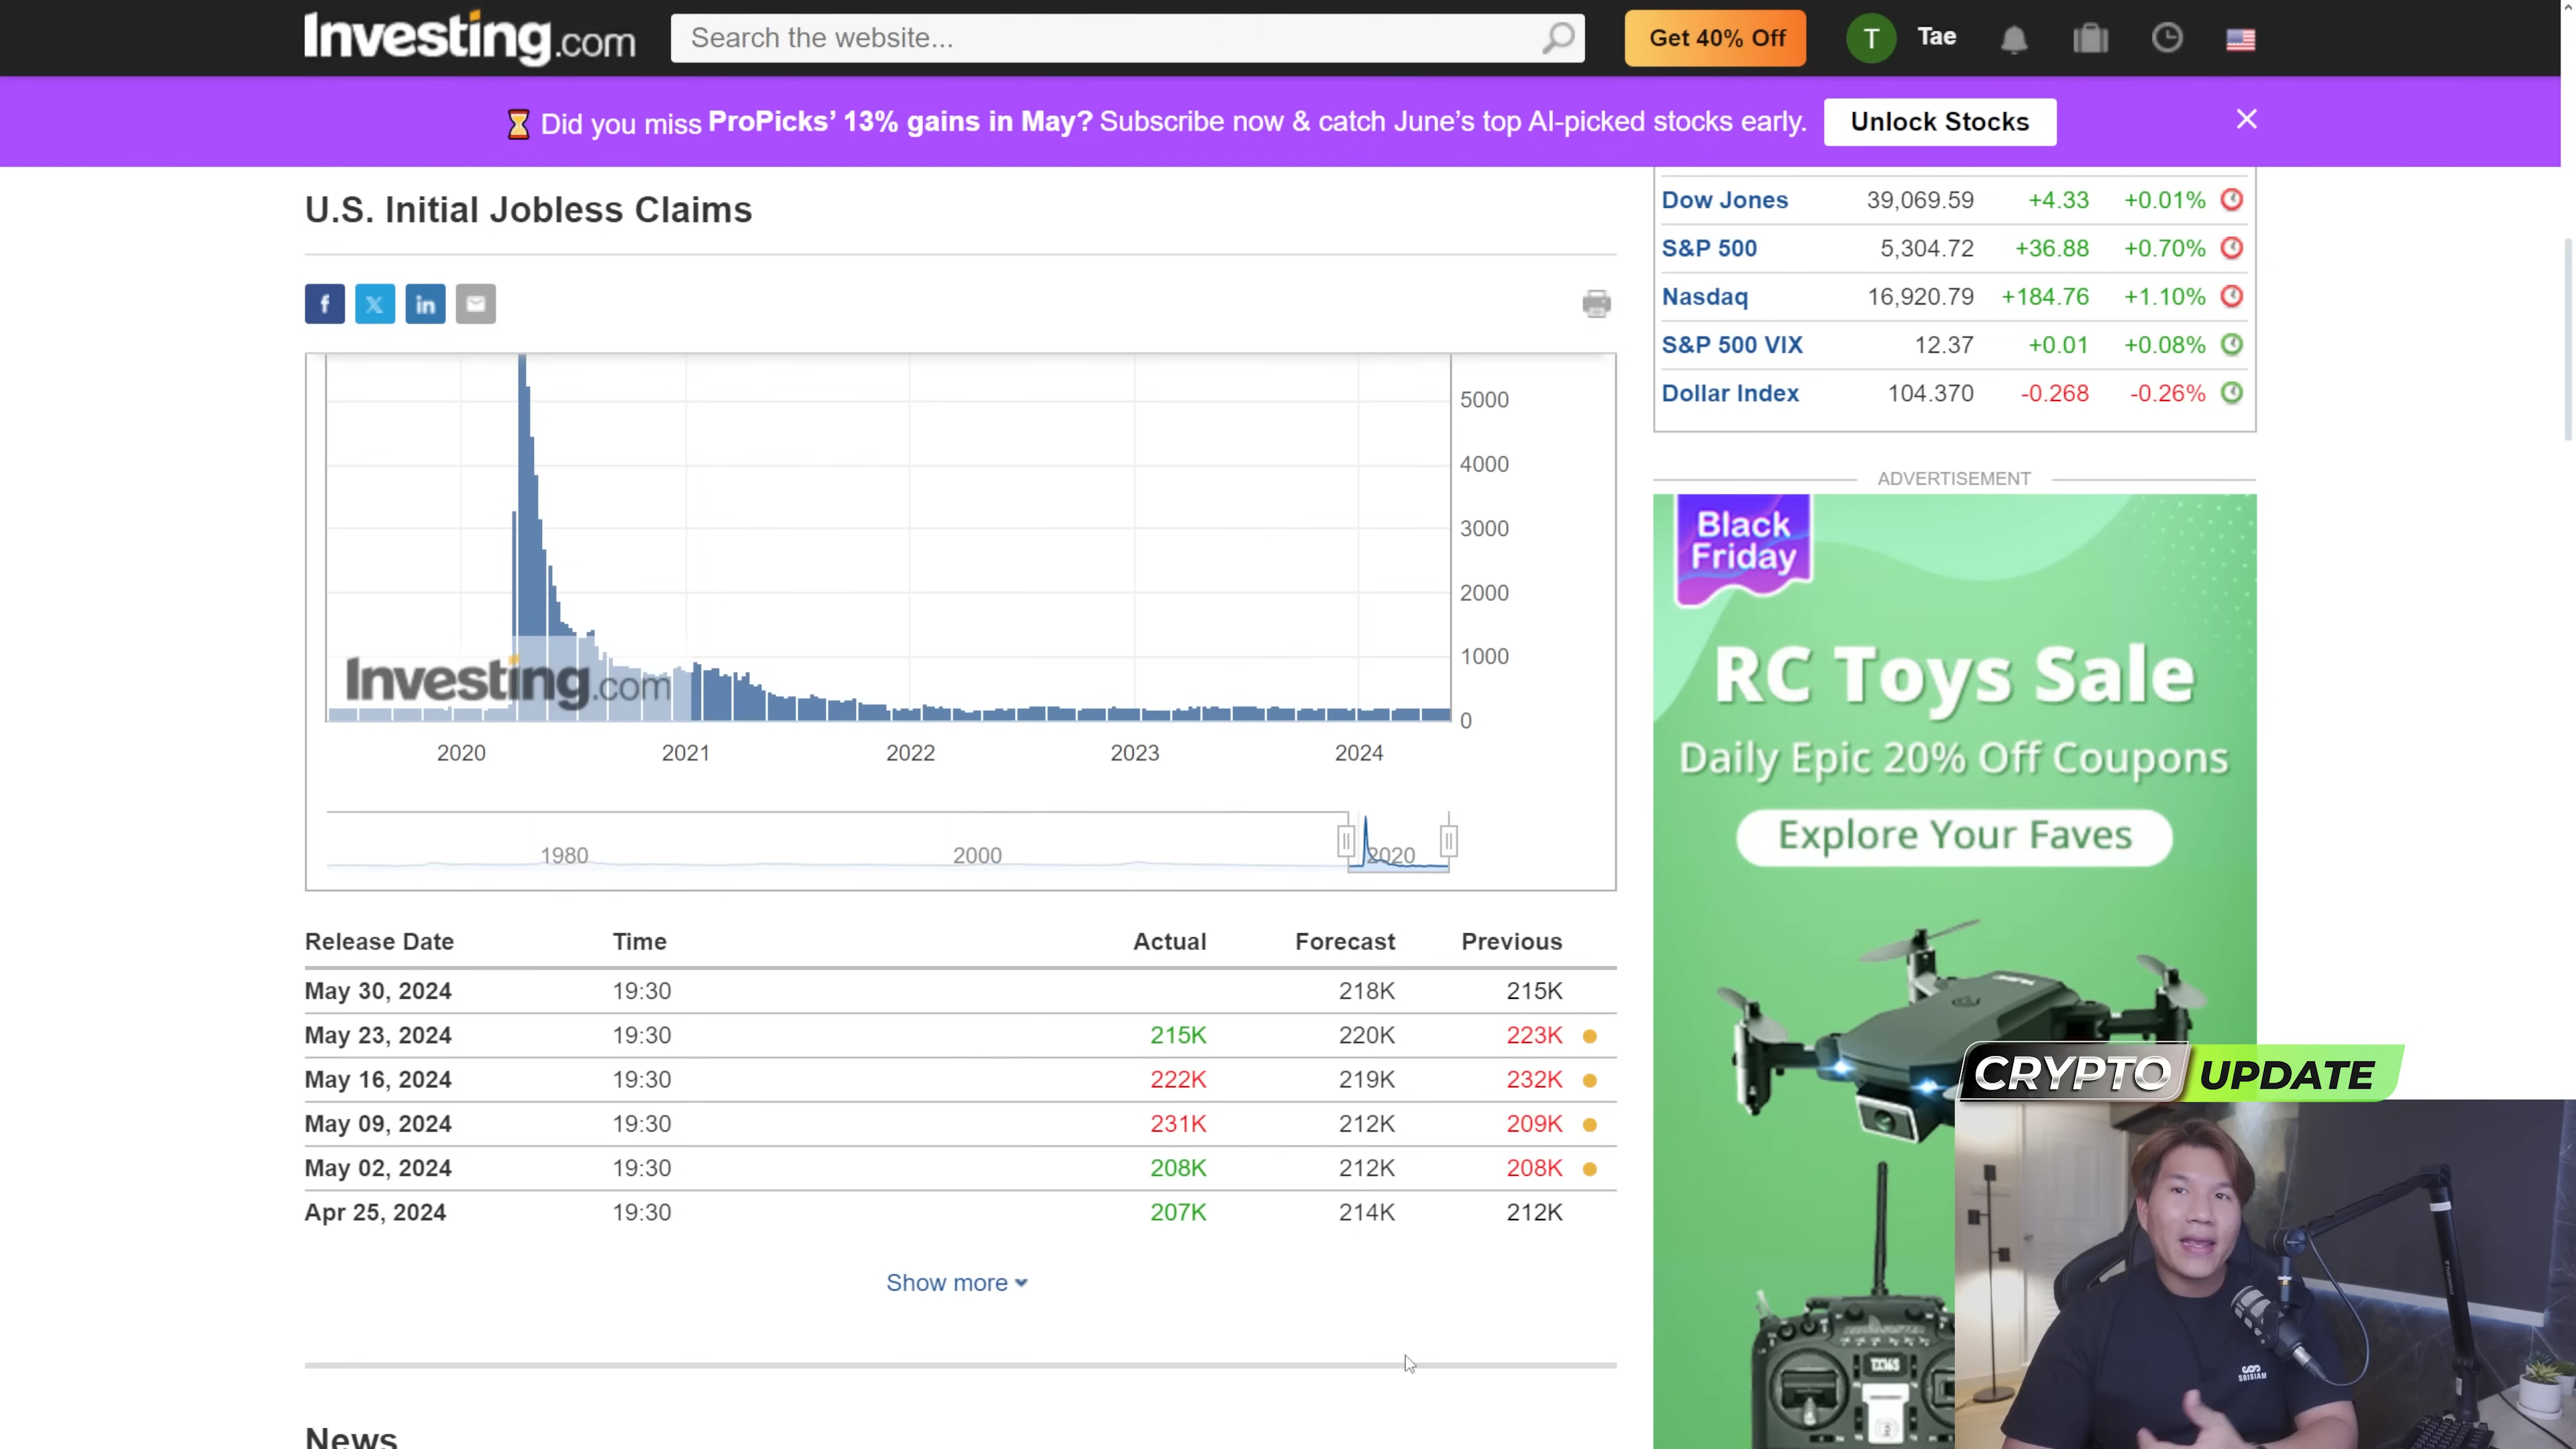 Investing.com
Search the website...
Get 40% Off
T
Tae
Did you miss ProPicks’ 13% gains in May? Subscribe now & catch June’s top AI-picked stocks early.
Unlock Stocks
U.S. Initial Jobless Claims
Dow Jones 39,069.59 +4.33 +0.01%
S&P 500 5,304.72 +36.88 +0.70%
Nasdaq 16,920.79 +184.76 +1.10%
S&P 500 VIX 12.37 +0.01 +0.08%
Dollar Index 104.370 -0.268 -0.26%
5000
4000
3000
2000
1000
0
Investing.com
2020 2021 2022 2023 2024
1980 2000 2020
Release Date Time Actual Forecast Previous
May 30, 2024 19:30 218K 215K
May 23, 2024 19:30 215K 220K 223K
May 16, 2024 19:30 222K 219K 232K
May 09, 2024 19:30 231K 212K 209K
May 02, 2024 19:30 208K 212K 208K
Apr 25, 2024 19:30 207K 214K 212K
Show more
News
ADVERTISEMENT
Black
Friday
RC Toys Sale
Daily Epic 20% Off Coupons
Explore Your Faves
TX16S
CRYPTO UPDATE
SRISIAM